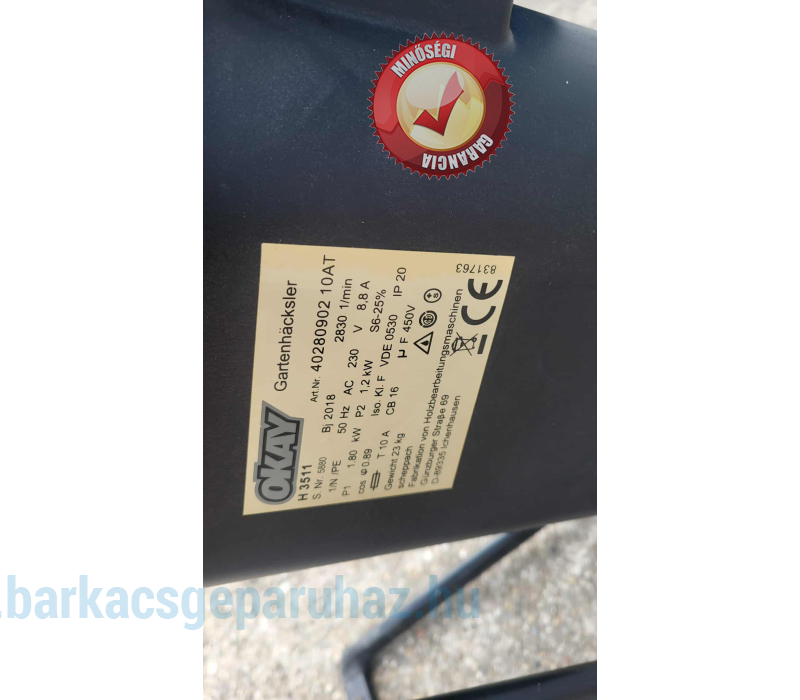 MINŐSÉGI
GARANCIA
OKAY
Gartenhäcksler
H 3511
Art.Nr. 40280902 10AT
S. Nr. 5880
Bj 2018
2830 1/min
1/N /PE
50 Hz AC 230 V 8,8 A
P1 1,80 kW P2 1,2 kW S6-25%
cos φ 0.89 Iso. Kl. F VDE 0530 IP 20
T 10 A CB 16 µ F 450V
Gewicht 23 kg
scheppach
Fabrikation von Holzbearbeitungsmaschinen
Günzburger Straße 69
D-89335 Ichenhausen
CE
831763
.barkacsgeparuhaz.hu